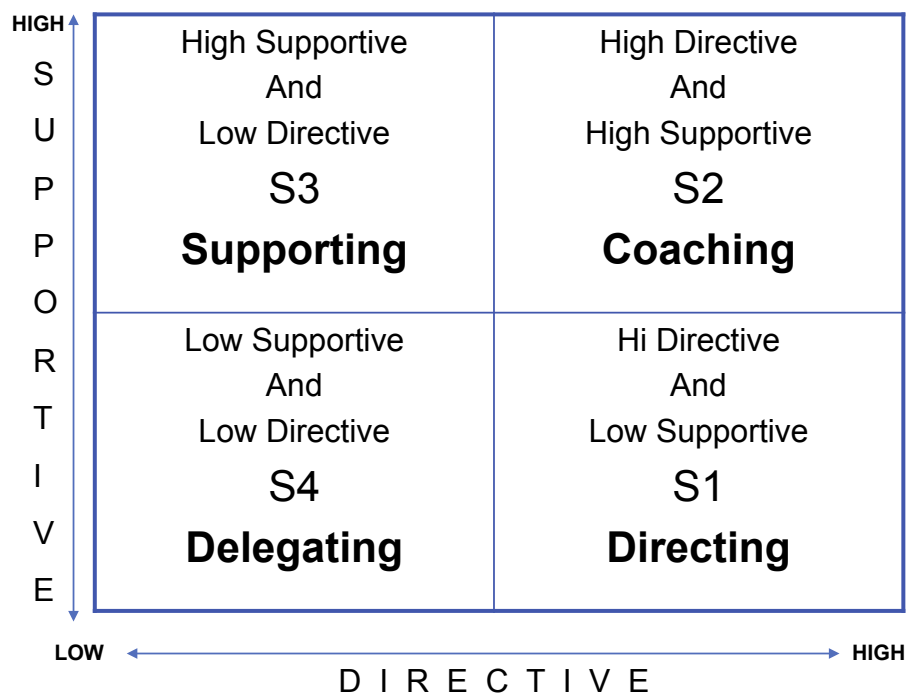 HIGH
S
U
P
P
O
R
T
I
V
E
High Supportive
And
Low Directive
S3
Supporting
High Directive
And
High Supportive
S2
Coaching
Low Supportive
And
Low Directive
S4
Delegating
Hi Directive
And
Low Supportive
S1
Directing
LOW
HIGH
D I R E C T I V E